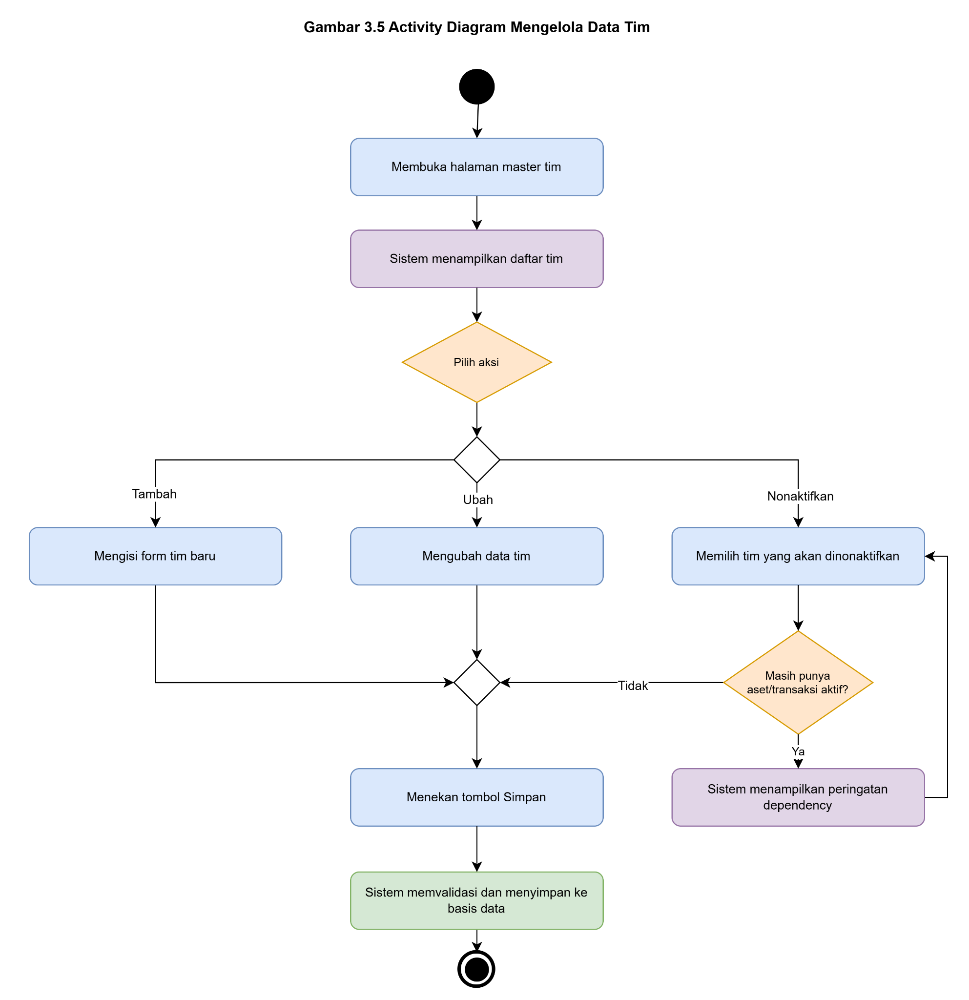 Gambar 3.5 Activity Diagram Mengelola Data Tim
Membuka halaman master tim
Sistem menampilkan daftar tim
Pilih aksi
Tambah
Ubah
Nonaktifkan
Mengisi form tim baru
Mengubah data tim
Memilih tim yang akan dinonaktifkan
Masih punya
aset/transaksi aktif?
Tidak
Ya
Menekan tombol Simpan
Sistem menampilkan peringatan
dependency
Sistem memvalidasi dan menyimpan ke
basis data